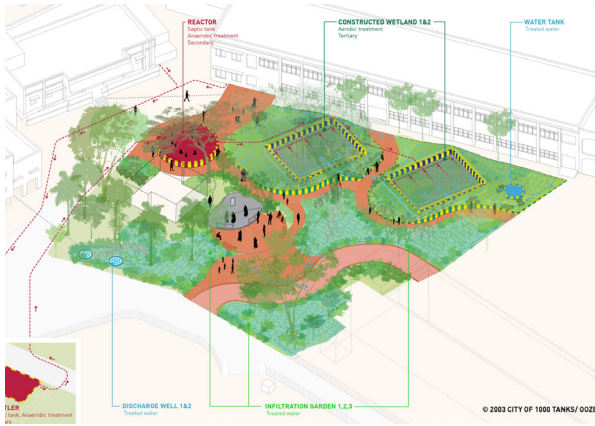 REACTOR
Septic tank,
Anaerobic treatment
Secondary
CONSTRUCTED WETLAND 1&2
Aerobic treatment
Tertiary
WATER TANK
Treated water
TLER
tank, Anaerobic treatment
DISCHARGE WELL 1&2
Treated water
INFILTRATION GARDEN 1,2,3
Treated water
© 2003 CITY OF 1000 TANKS/ OOZE